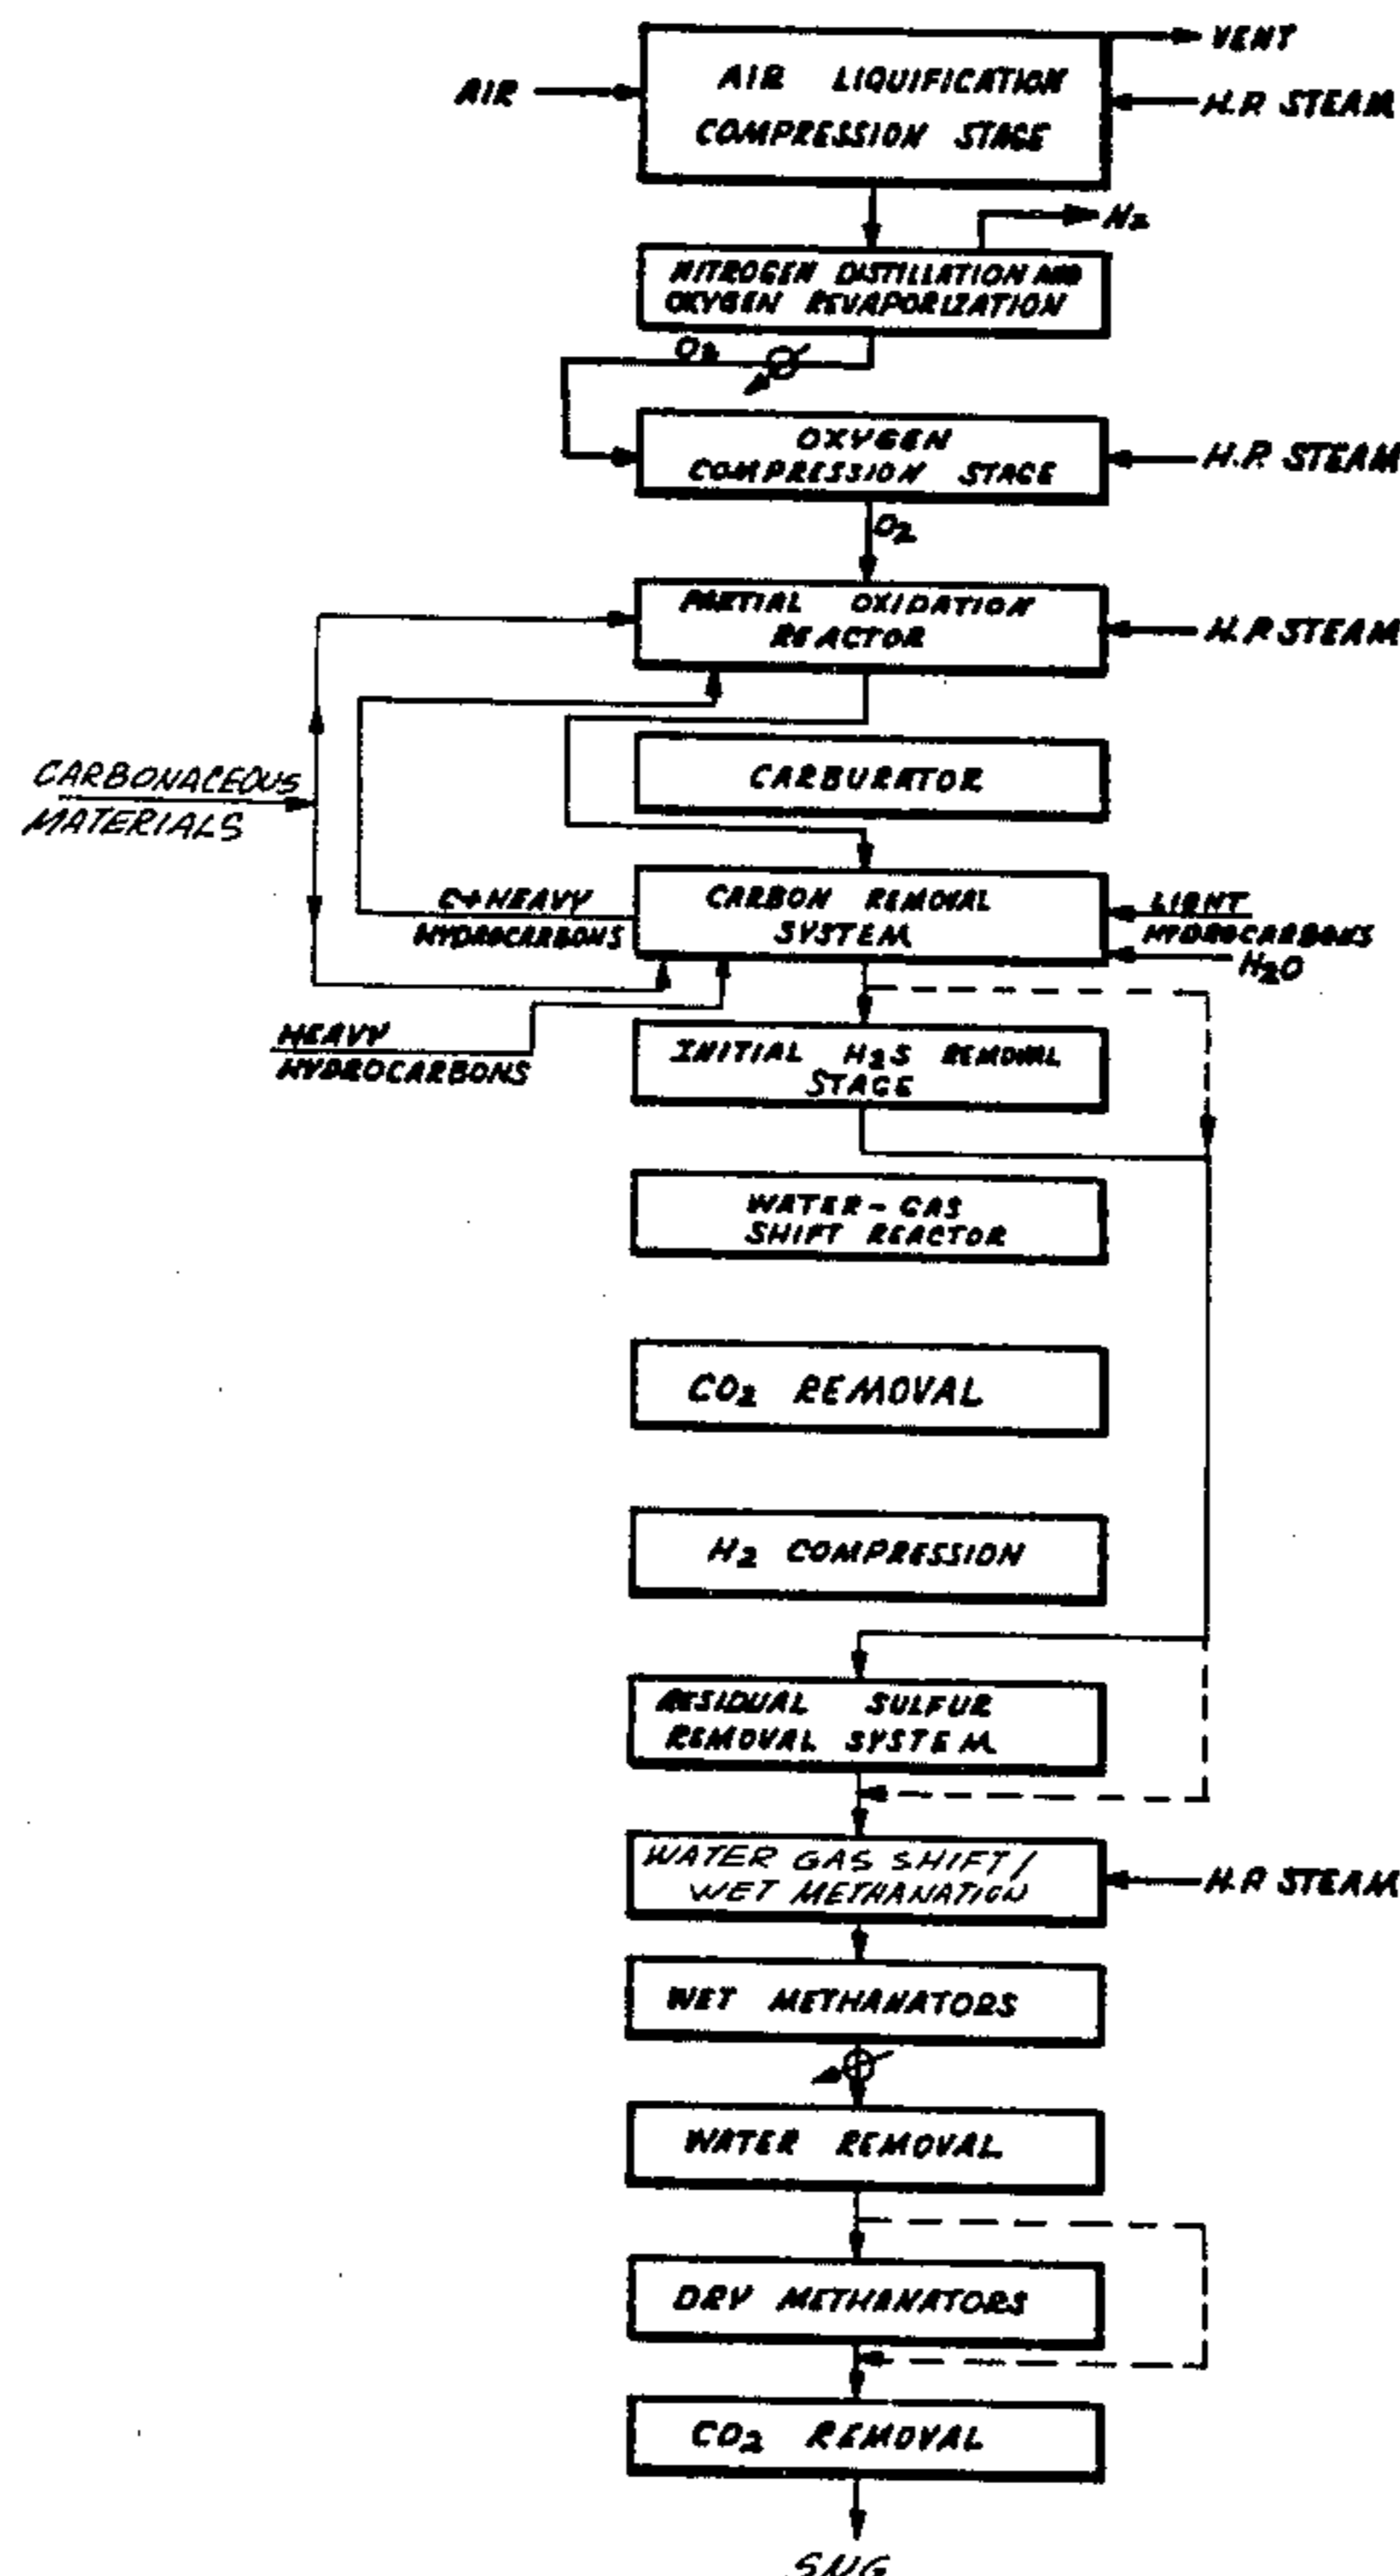 VENT
AIR
AIR LIQUIFICATION
COMPRESSION STAGE
H.P. STEAM
N2
NITROGEN DISTILLATION AND
OXYGEN REVAPORIZATION
O2
OXYGEN
COMPRESSION STAGE
H.P. STEAM
O2
PARTIAL OXIDATION
REACTOR
H.P. STEAM
CARBONACEOUS
MATERIALS
CARBURATOR
C+HEAVY
HYDROCARBONS
CARBON REMOVAL
SYSTEM
LIGHT
HYDROCARBONS
H2O
HEAVY
HYDROCARBONS
INITIAL H2S REMOVAL
STAGE
WATER-GAS
SHIFT REACTOR
CO2 REMOVAL
H2 COMPRESSION
RESIDUAL SULFUR
REMOVAL SYSTEM
WATER GAS SHIFT/
WET METHANATION
H.P. STEAM
WET METHANATORS
WATER REMOVAL
DRY METHANATORS
CO2 REMOVAL
SNG